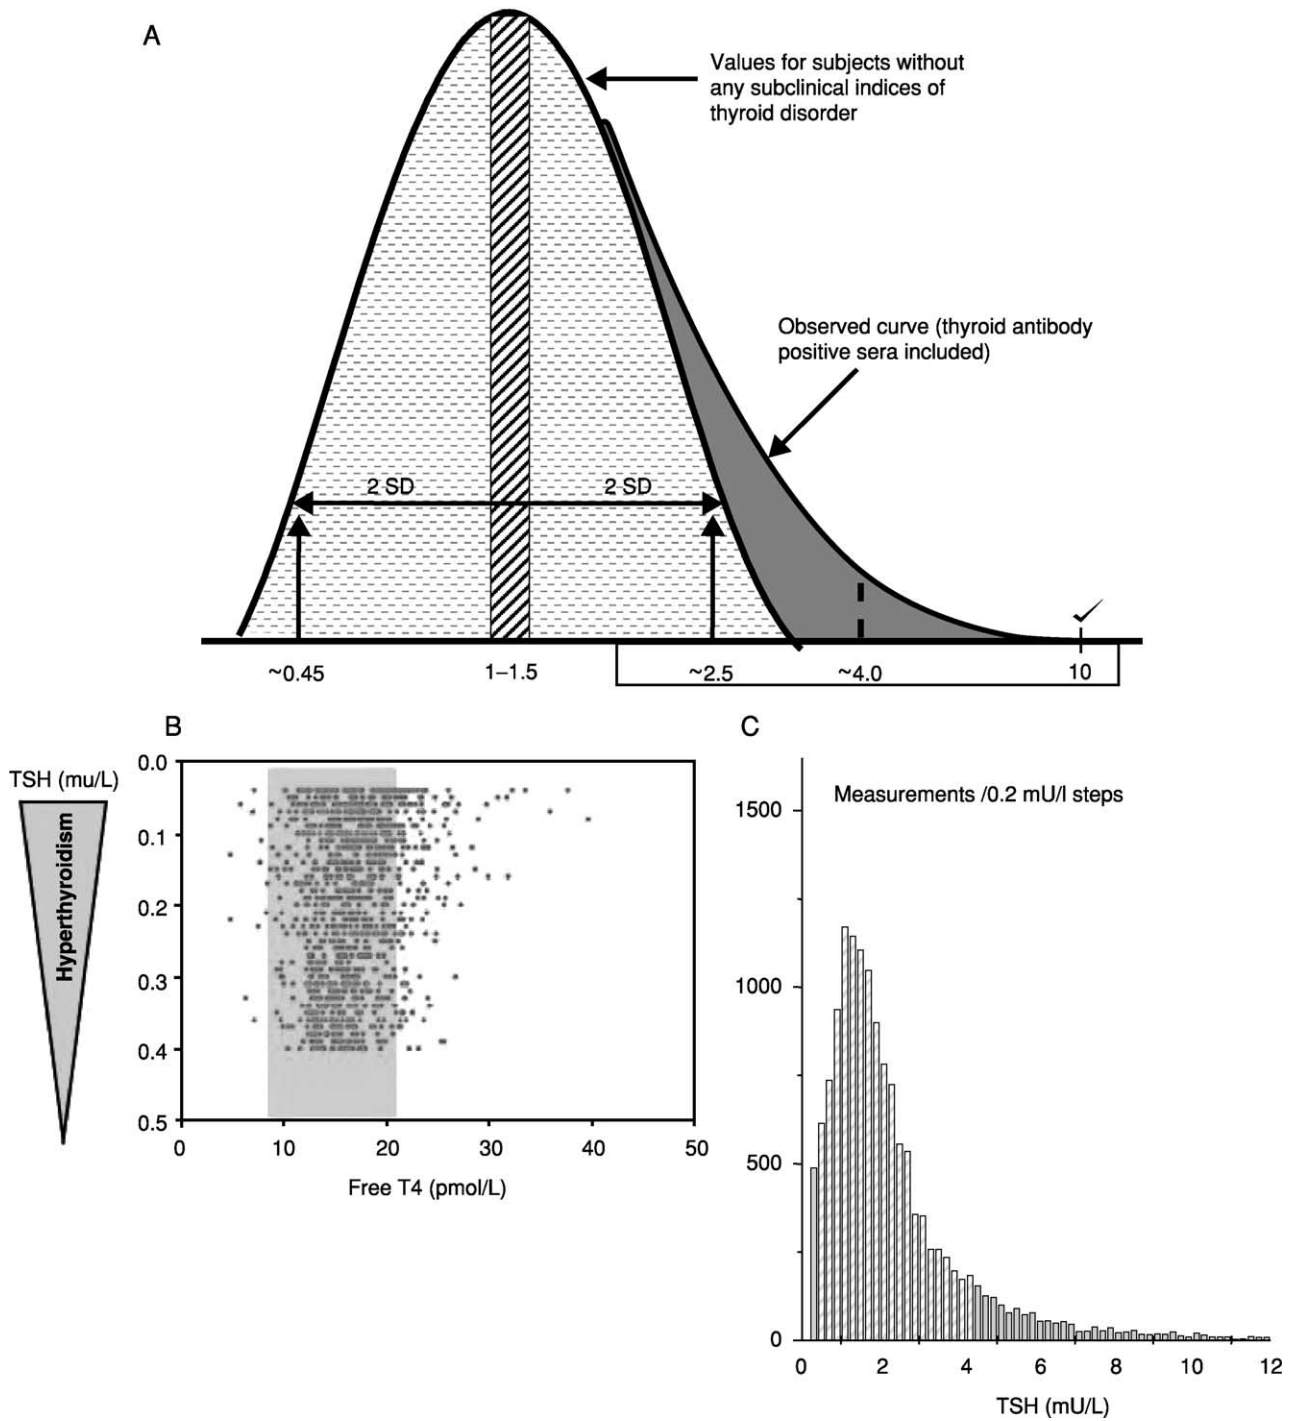 A
Values for subjects without
any subclinical indices of
thyroid disorder
Observed curve (thyroid antibody
positive sera included)
2 SD
2 SD
~0.45
1–1.5
~2.5
~4.0
10
B
TSH (mu/L)
Hyperthyroidism
0.0
0.1
0.2
0.3
0.4
0.5
0
10
20
30
40
50
Free T4 (pmol/L)
C
Measurements /0.2 mU/l steps
1500
1000
500
0
0
2
4
6
8
10
12
TSH (mU/L)